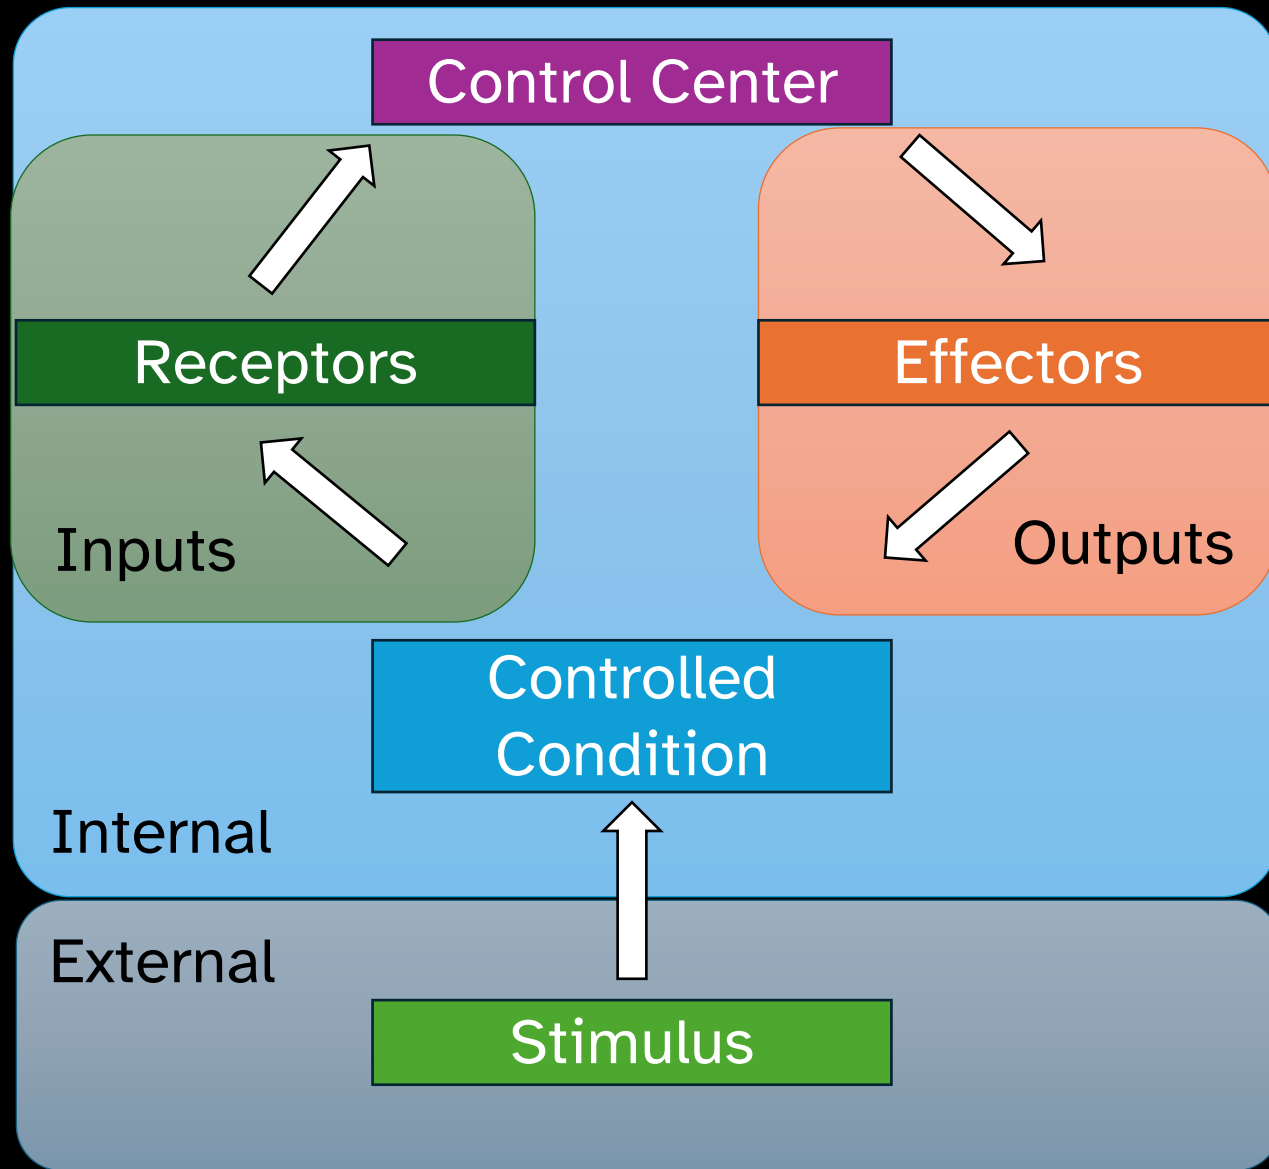 Control Center
Receptors
Effectors
Inputs
Outputs
Controlled
Condition
Internal
External
Stimulus